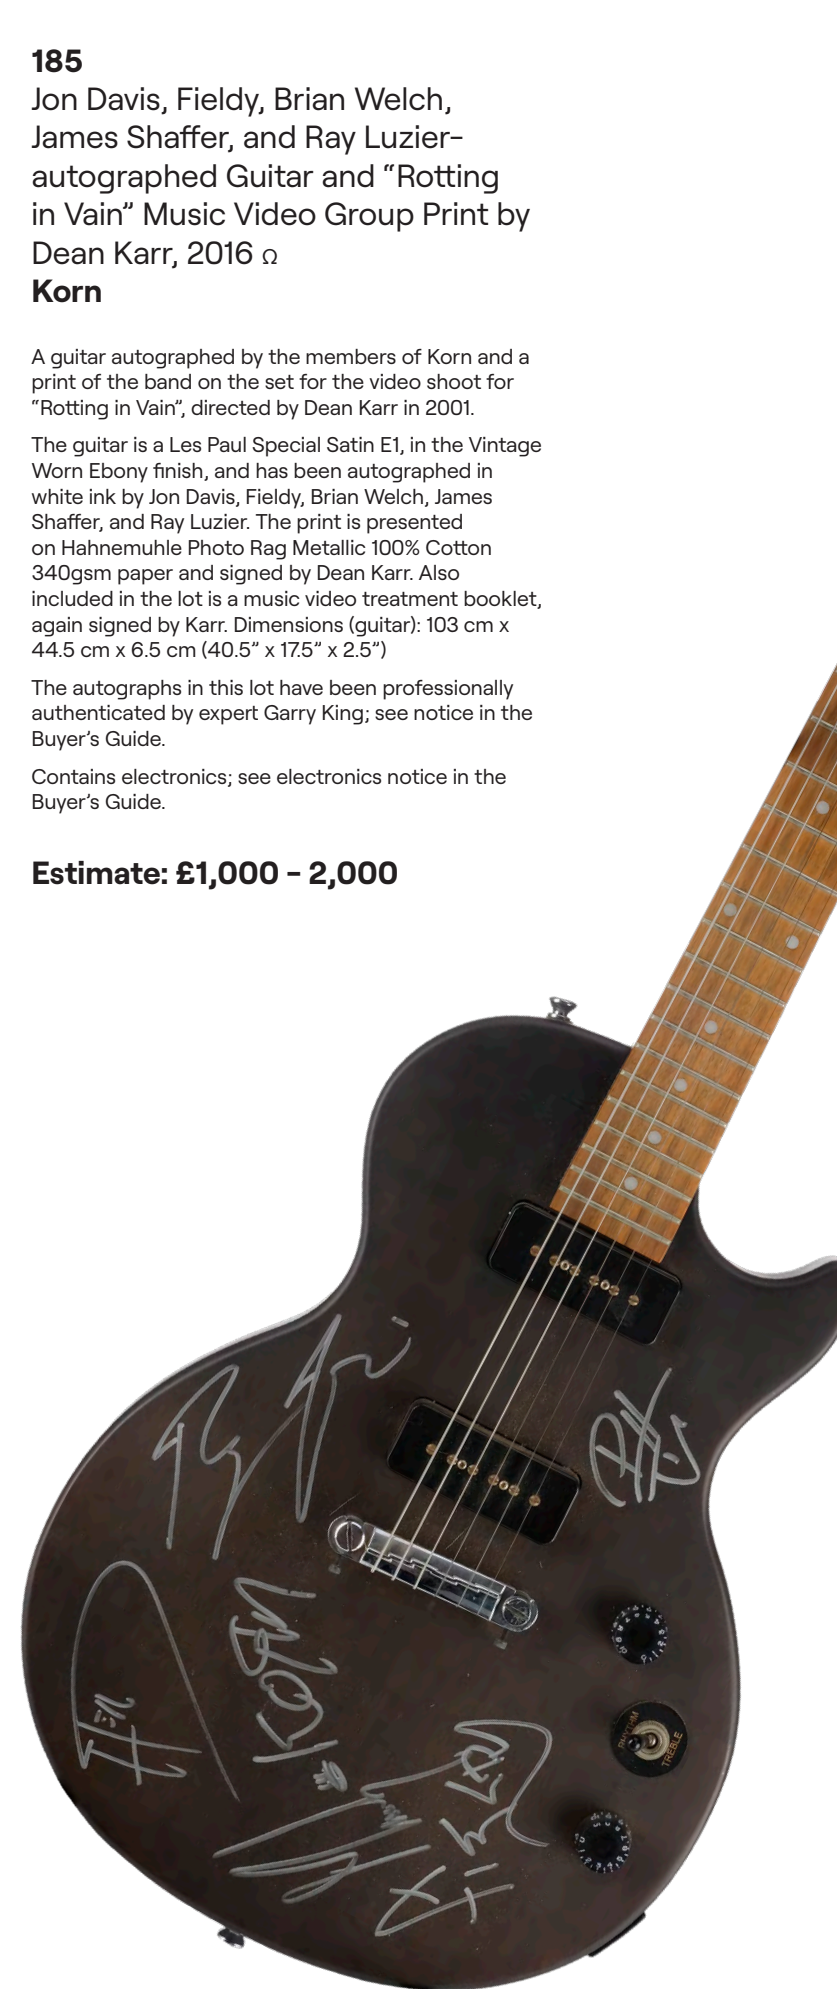 185
Jon Davis, Fieldy, Brian Welch,
James Shaffer, and Ray Luzier-
autographed Guitar and “Rotting
in Vain” Music Video Group Print by
Dean Karr, 2016 Ω
Korn
A guitar autographed by the members of Korn and a
print of the band on the set for the video shoot for
“Rotting in Vain”, directed by Dean Karr in 2001.
The guitar is a Les Paul Special Satin E1, in the Vintage
Worn Ebony finish, and has been autographed in
white ink by Jon Davis, Fieldy, Brian Welch, James
Shaffer, and Ray Luzier. The print is presented
on Hahnemuhle Photo Rag Metallic 100% Cotton
340gsm paper and signed by Dean Karr. Also
included in the lot is a music video treatment booklet,
again signed by Karr. Dimensions (guitar): 103 cm x
44.5 cm x 6.5 cm (40.5” x 17.5” x 2.5”)
The autographs in this lot have been professionally
authenticated by expert Garry King; see notice in the
Buyer’s Guide.
Contains electronics; see electronics notice in the
Buyer’s Guide.
Estimate: £1,000 – 2,000
RHYTHM
TREBLE